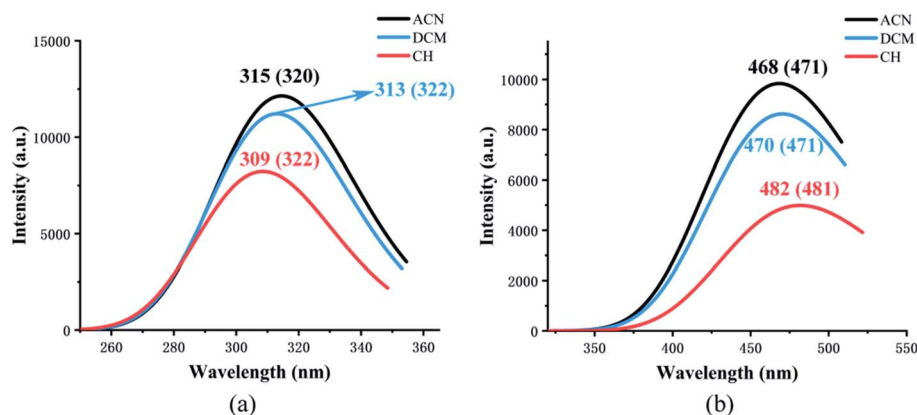 ACN
DCM
CH
15000
10000
5000
0
315 (320)
313 (322)
309 (322)
Intensity (a.u.)
260 280 300 320 340 360
Wavelength (nm)
(a)
ACN
DCM
CH
10000
8000
6000
4000
2000
0
468 (471)
470 (471)
482 (481)
Intensity (a.u.)
350 400 450 500 550
Wavelength (nm)
(b)